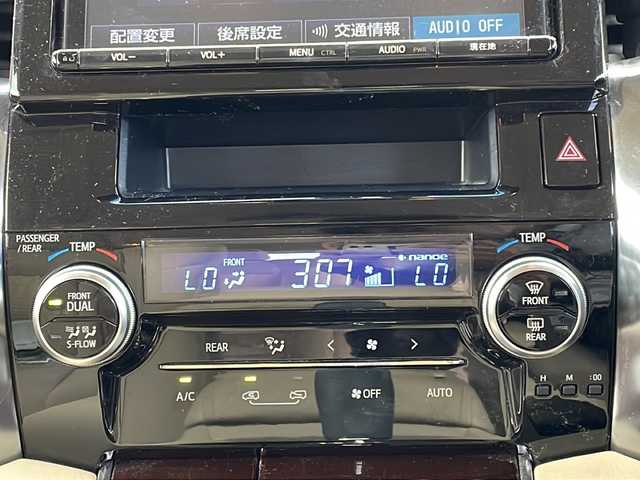 配置変更 後席設定 交通情報 AUDIO OFF
VOL− VOL+ MENU CTRL AUDIO PWR 現在地
PASSENGER
/REAR
TEMP
TEMP
FRONT
nanoe
LO 307 LO
FRONT
DUAL
S-FLOW
FRONT
REAR
REAR < >
A/C OFF AUTO
H M :00